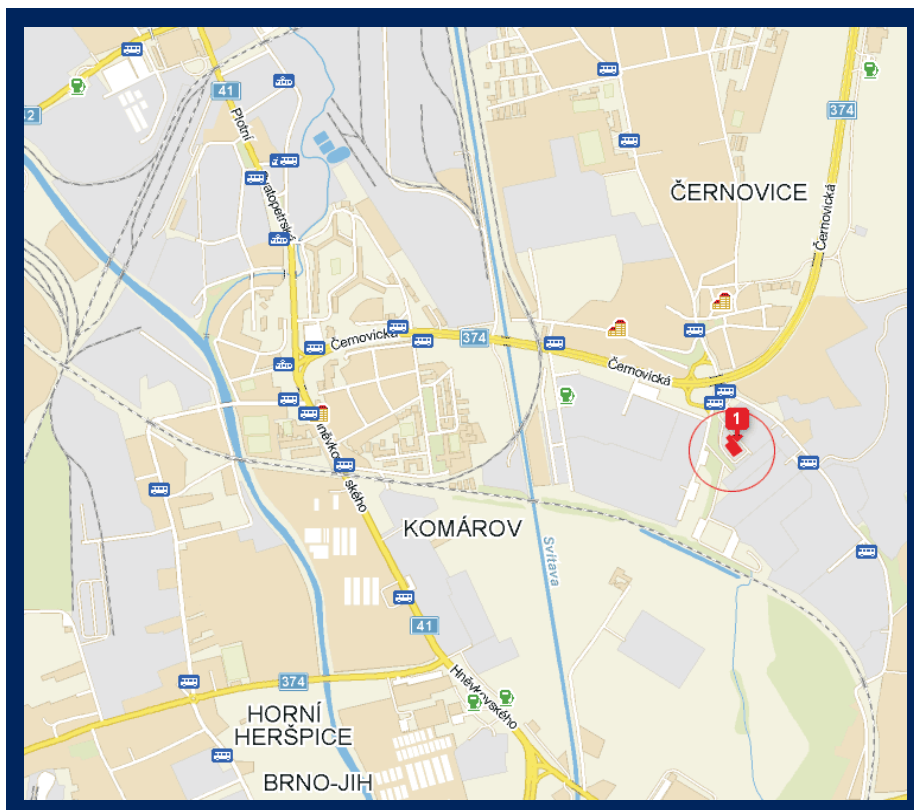 41
Plotní
374
42
Svatopetrská
ČERNOVICE
Černovická
Černovická
374
Černovická
1
Hněvkovského
KOMÁROV
Svitava
41
374
Hněvkovského
HORNÍ
HERŠPICE
BRNO-JIH